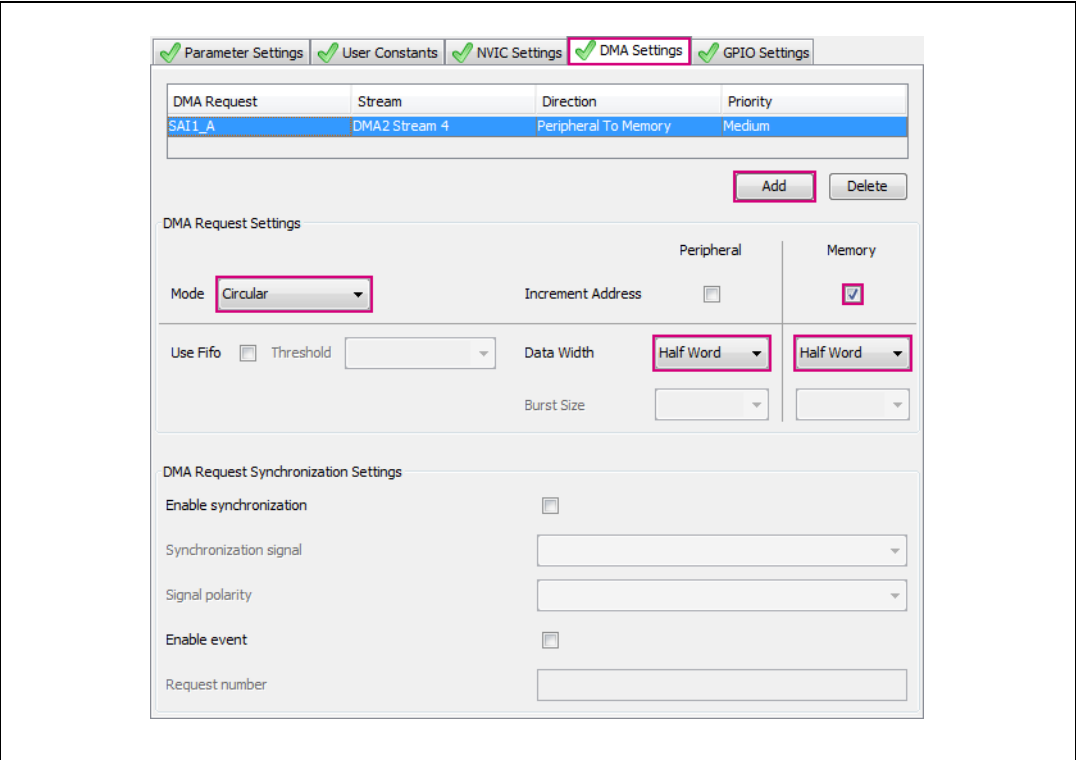 Parameter Settings User Constants NVIC Settings DMA Settings GPIO Settings
DMA Request Stream Direction Priority
SAI1_A DMA2 Stream 4 Peripheral To Memory Medium
Add Delete
DMA Request Settings
Peripheral Memory
Mode Circular Increment Address
Use Fifo Threshold Data Width Half Word Half Word
Burst Size
DMA Request Synchronization Settings
Enable synchronization
Synchronization signal
Signal polarity
Enable event
Request number